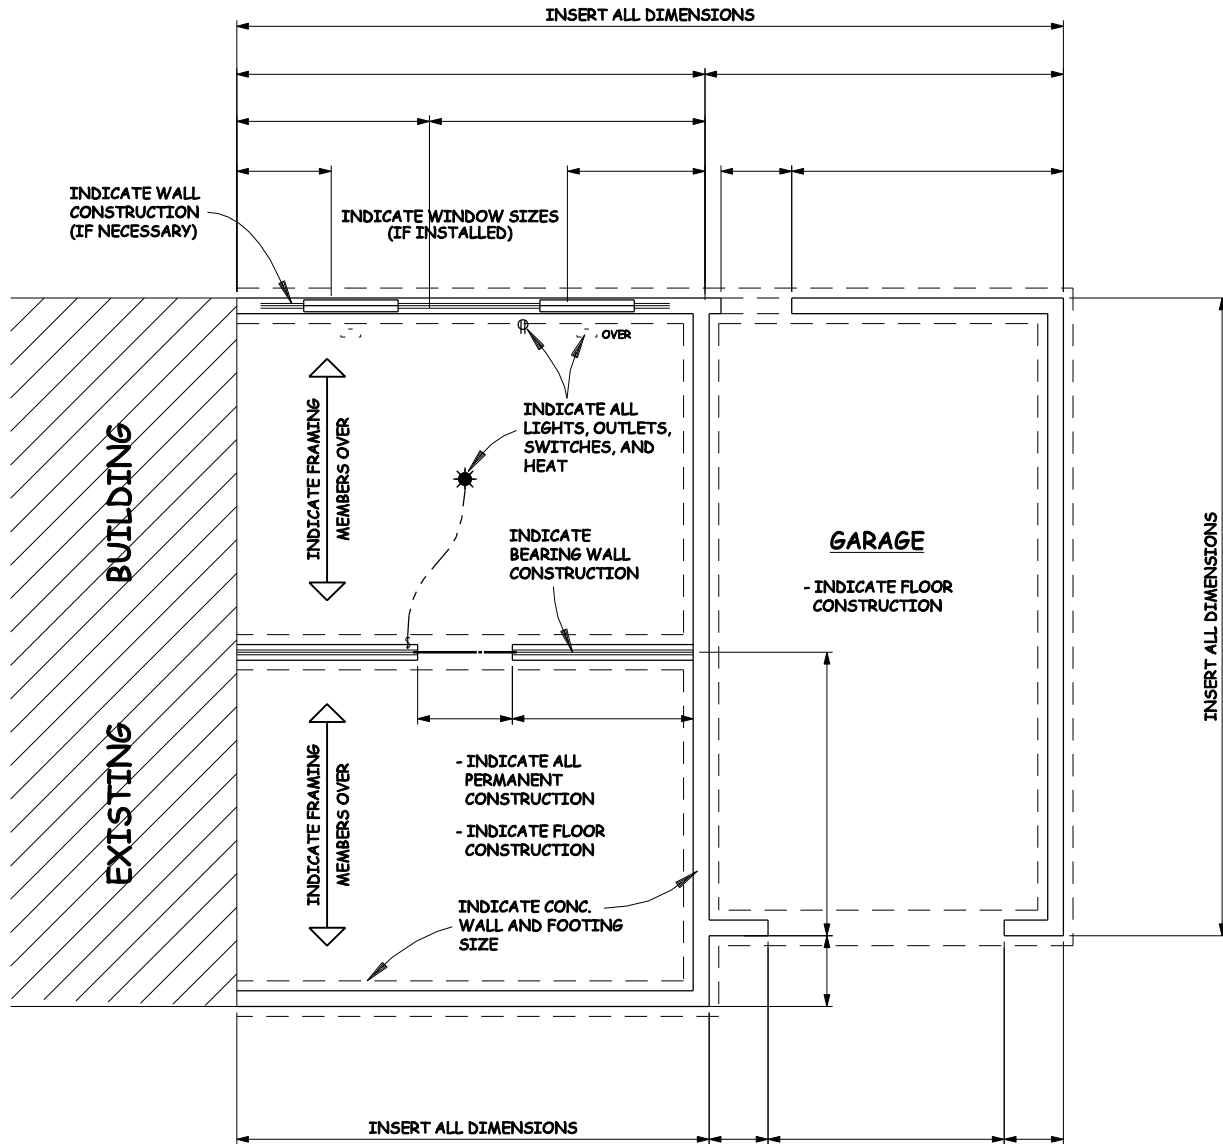 INSERT ALL DIMENSIONS
INDICATE WALL
CONSTRUCTION
(IF NECESSARY)
INDICATE WINDOW SIZES
(IF INSTALLED)
OVER
INDICATE ALL
LIGHTS, OUTLETS,
SWITCHES, AND
HEAT
INDICATE FRAMING
MEMBERS OVER
BUILDING
INDICATE
BEARING WALL
CONSTRUCTION
GARAGE
- INDICATE FLOOR
CONSTRUCTION
INSERT ALL DIMENSIONS
EXISTING
INDICATE FRAMING
MEMBERS OVER
- INDICATE ALL
PERMANENT
CONSTRUCTION
- INDICATE FLOOR
CONSTRUCTION
INDICATE CONC.
WALL AND FOOTING
SIZE
INSERT ALL DIMENSIONS